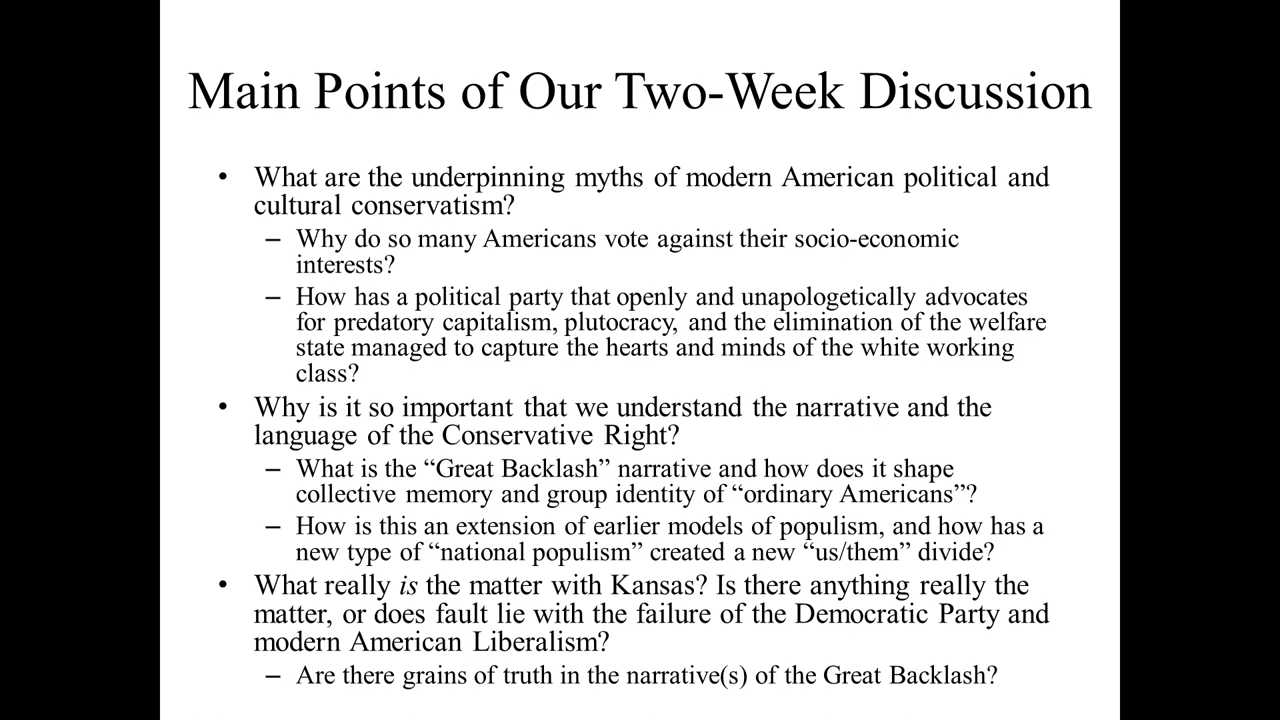 Main Points of Our Two-Week Discussion
• What are the underpinning myths of modern American political and
cultural conservatism?
– Why do so many Americans vote against their socio-economic
interests?
– How has a political party that openly and unapologetically advocates
for predatory capitalism, plutocracy, and the elimination of the welfare
state managed to capture the hearts and minds of the white working
class?
• Why is it so important that we understand the narrative and the
language of the Conservative Right?
– What is the “Great Backlash” narrative and how does it shape
collective memory and group identity of “ordinary Americans”?
– How is this an extension of earlier models of populism, and how has a
new type of “national populism” created a new “us/them” divide?
• What really is the matter with Kansas? Is there anything really the
matter, or does fault lie with the failure of the Democratic Party and
modern American Liberalism?
– Are there grains of truth in the narrative(s) of the Great Backlash?